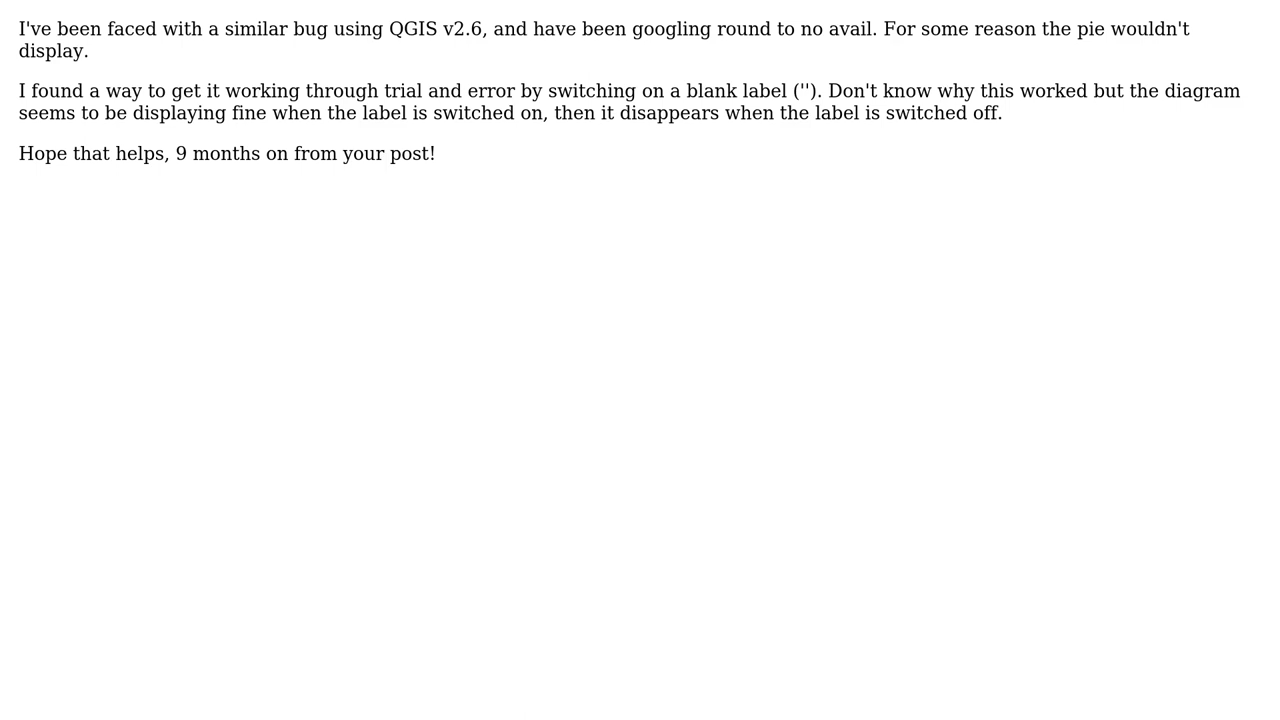 I've been faced with a similar bug using QGIS v2.6, and have been googling round to no avail. For some reason the pie wouldn't
display.
I found a way to get it working through trial and error by switching on a blank label (''). Don't know why this worked but the diagram
seems to be displaying fine when the label is switched on, then it disappears when the label is switched off.
Hope that helps, 9 months on from your post!